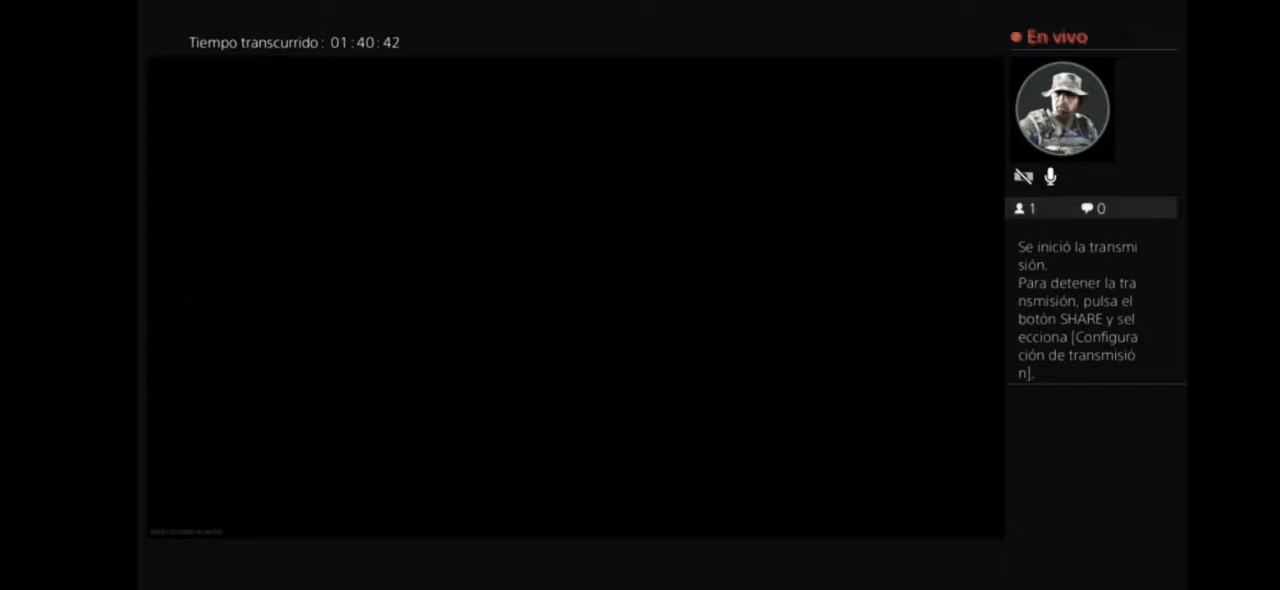 Tiempo transcurrido: 01:40:42
En vivo
1 0
Se inició la transmi
sión.
Para detener la tra
nsmisión, pulsa el
botón SHARE y sel
ecciona [Configura
ción de transmisió
n].